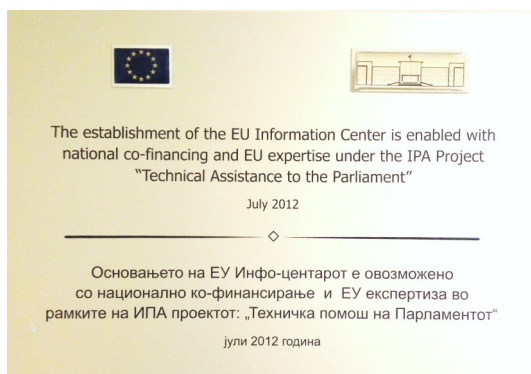 The establishment of the EU Information Center is enabled with
national co-financing and EU expertise under the IPA Project
"Technical Assistance to the Parliament"
July 2012
Основањето на ЕУ Инфо-центарот е овозможено
со национално ко-финансирање и ЕУ експертиза во
рамките на ИПА проектот: „Техничка помош на Парламентот“
јули 2012 година